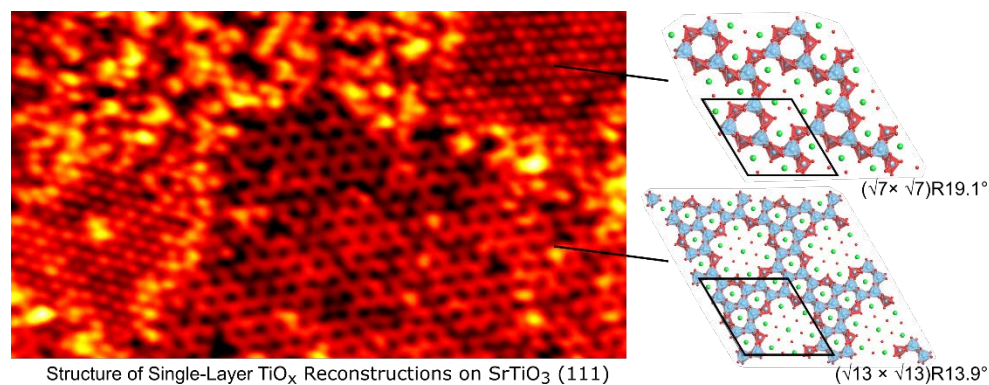 (√7× √7)R19.1°
(√13 × √13)R13.9°
Structure of Single-Layer TiOₓ Reconstructions on SrTiO₃ (111)